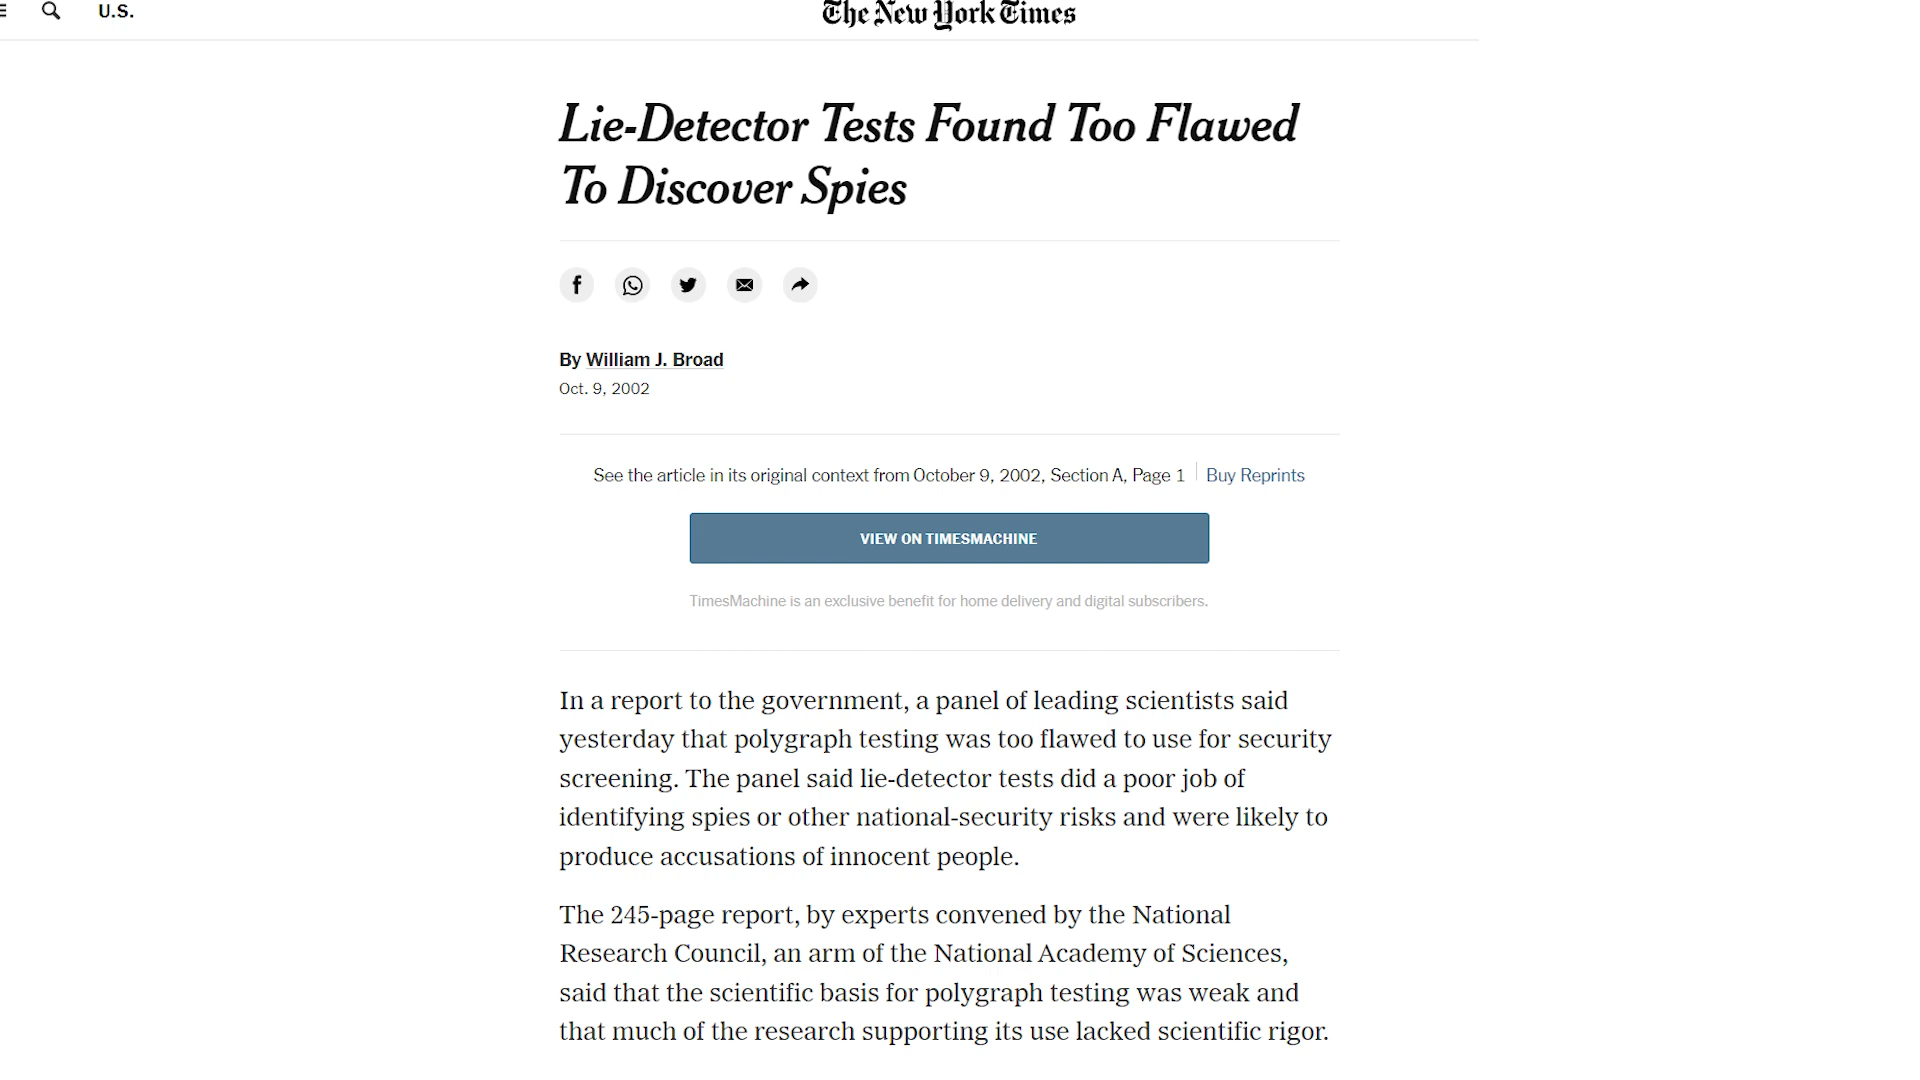 U.S.
The New York Times
Lie-Detector Tests Found Too Flawed
To Discover Spies
By William J. Broad
Oct. 9, 2002
See the article in its original context from October 9, 2002, Section A, Page 1 Buy Reprints
VIEW ON TIMESMACHINE
TimesMachine is an exclusive benefit for home delivery and digital subscribers.
In a report to the government, a panel of leading scientists said
yesterday that polygraph testing was too flawed to use for security
screening. The panel said lie-detector tests did a poor job of
identifying spies or other national-security risks and were likely to
produce accusations of innocent people.
The 245-page report, by experts convened by the National
Research Council, an arm of the National Academy of Sciences,
said that the scientific basis for polygraph testing was weak and
that much of the research supporting its use lacked scientific rigor.